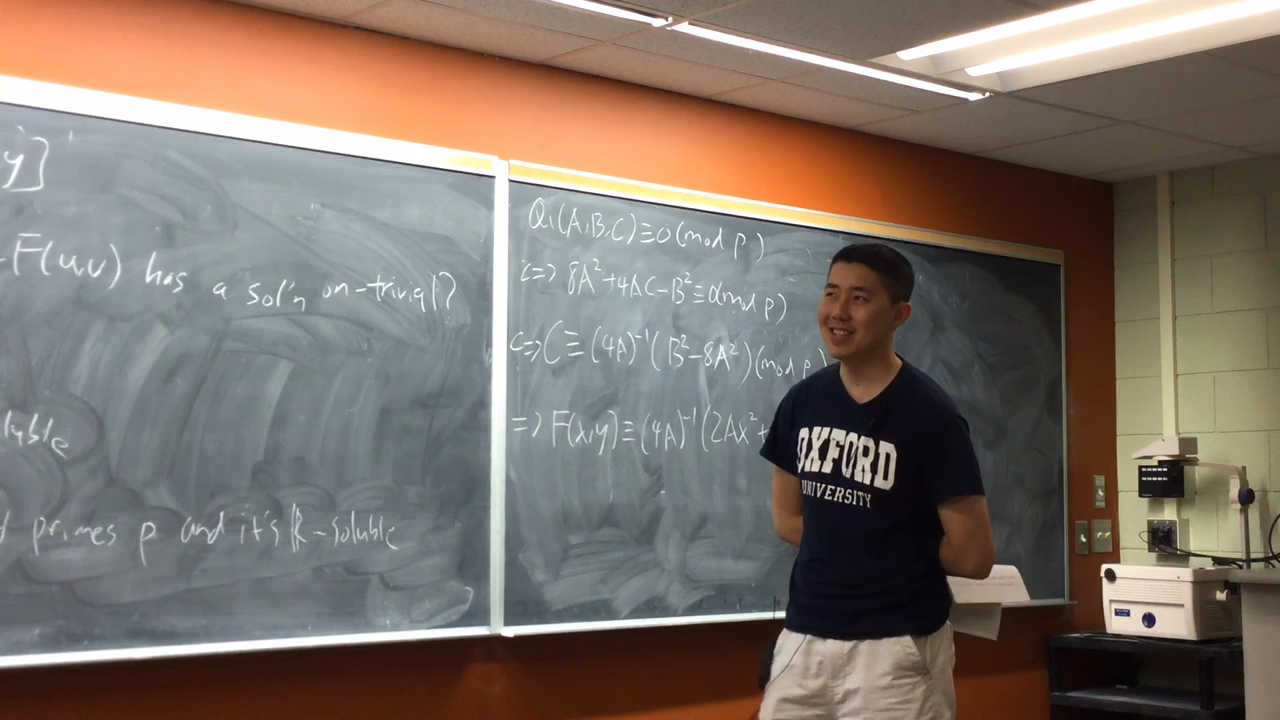 y]
F(u,v) has a sol'n on-trivial?
luble
primes p and it's ℝ-soluble
Q₁(A,B,C)≡0(mod p)
<=> 8A²+4AC-B²≡0(mod p)
<=> C≡(4A)⁻¹(B²-8A²)(mod p
=> F(x,y)≡(4A)⁻¹(2Ax²+
OXFORD
UNIVERSITY